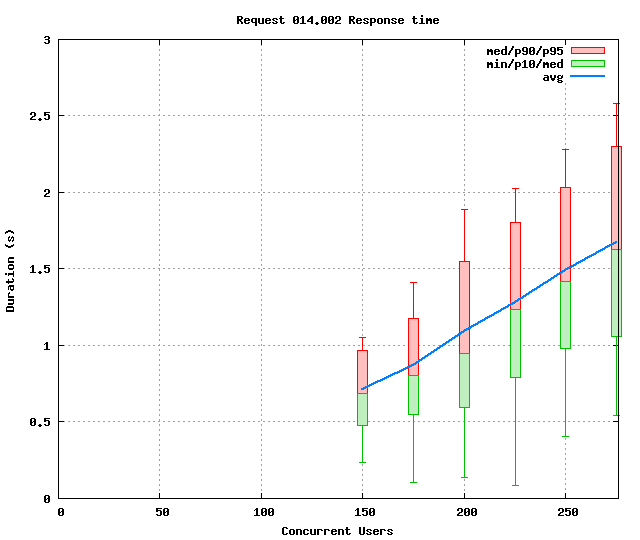 Request 014.002 Response time
3
med/p90/p95
min/p10/med
avg
2.5
2
1.5
1
0.5
0
Duration (s)
0 50 100 150 200 250
Concurrent Users